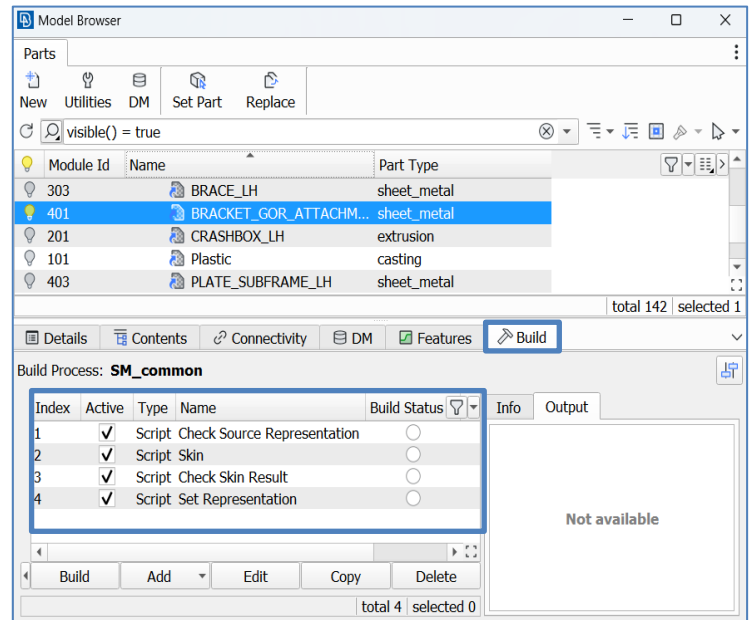 Model Browser
Parts
New Utilities DM Set Part Replace
visible() = true
Module Id Name Part Type
303 BRACE_LH sheet_metal
401 BRACKET_GOR_ATTACHM... sheet_metal
201 CRASHBOX_LH extrusion
101 Plastic casting
403 PLATE_SUBFRAME_LH sheet_metal
total 142 selected 1
Details Contents Connectivity DM Features Build
Build Process: SM_common
Index Active Type Name Build Status Info Output
1 Script Check Source Representation
2 Script Skin
3 Script Check Skin Result
4 Script Set Representation
Not available
Build Add Edit Copy Delete
total 4 selected 0